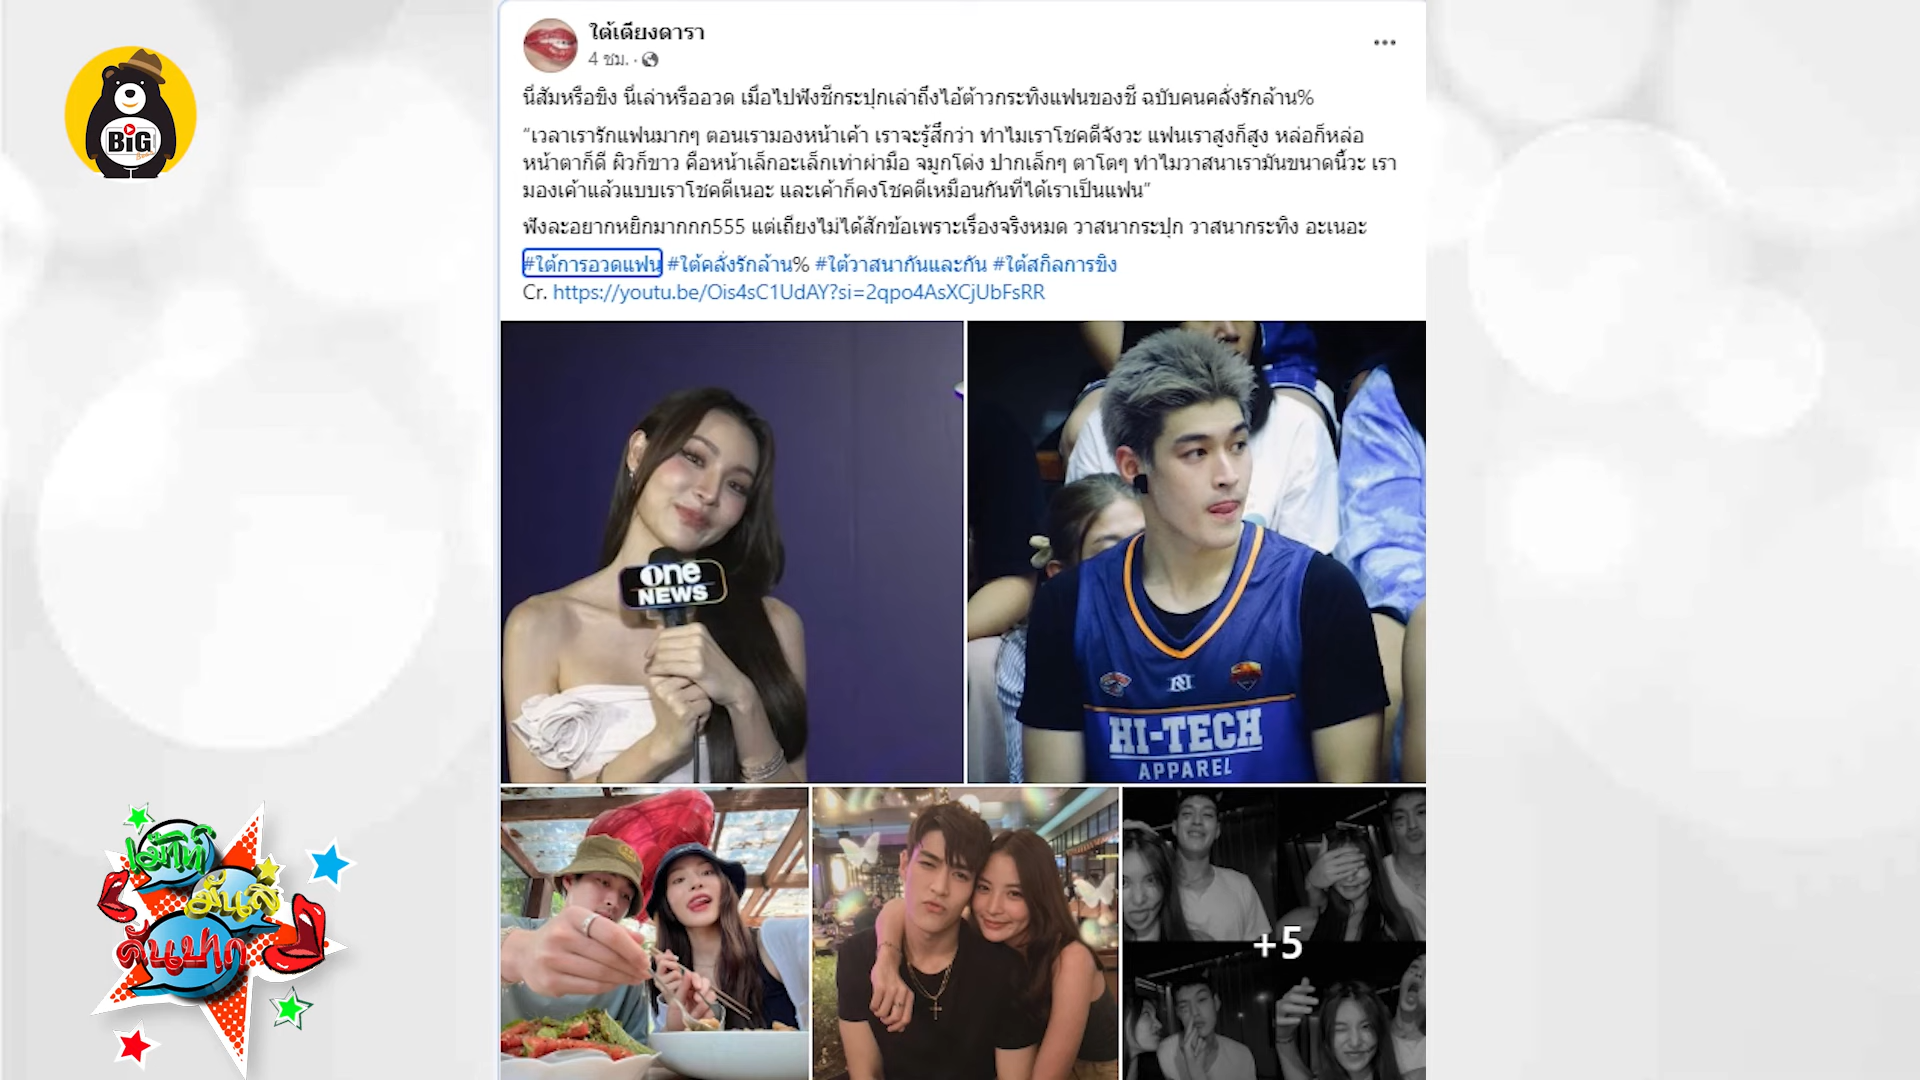 ใต้เตียงดารา
4 ชม. ·
นี่ส้มหรือขิง นี่เล่าหรืออวด เมื่อไปฟังชีกระปุกเล่าถึงไอ้ต้าวกระทิงแฟนของชี ฉบับคนคลั่งรักล้าน%
“เวลาเรารักแฟนมากๆ ตอนเรามองหน้าเค้า เราจะรู้สึกว่า ทำไมเราโชคดีจังวะ แฟนเราสูงก็สูง หล่อก็หล่อ
หน้าตาก็ดี ผิวก็ขาว คือหน้าเล็กอะเล็กเท่าฝ่ามือ จมูกโด่ง ปากเล็กๆ ตาโตๆ ทำไมวาสนาเรามันขนาดนี้วะ เรา
มองเค้าแล้วแบบเราโชคดีเนอะ และเค้าก็คงโชคดีเหมือนกันที่ได้เราเป็นแฟน”
ฟังละอยากหยิกมากกก555 แต่เถียงไม่ได้สักข้อเพราะเรื่องจริงหมด วาสนากระปุก วาสนากระทิง อะเนอะ
#ใต้การอวดแฟน #ใต้คลั่งรักล้าน% #ใต้วาสนากันและกัน #ใต้สกิลการขิง
Cr. https://youtu.be/Ois4sC1UdAY?si=2qpo4AsXCjUbFsRR
BiG
one
NEWS
HI-TECH
APPAREL
+5
เม้าท์
มันส์
คันปาก